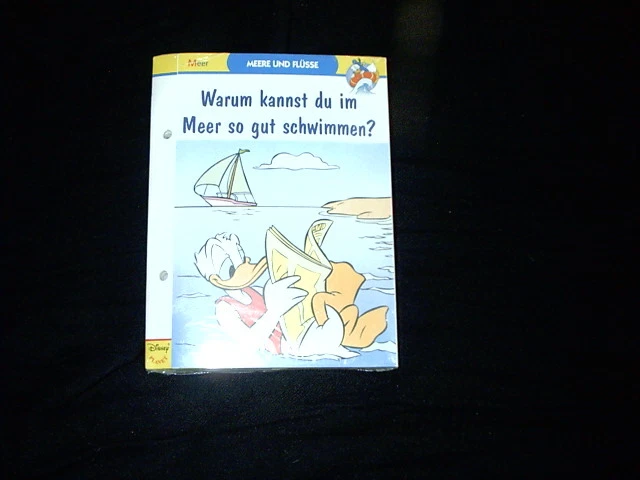 Meer
MEERE UND FLÜSSE
Warum kannst du im
Meer so gut schwimmen?
Disney